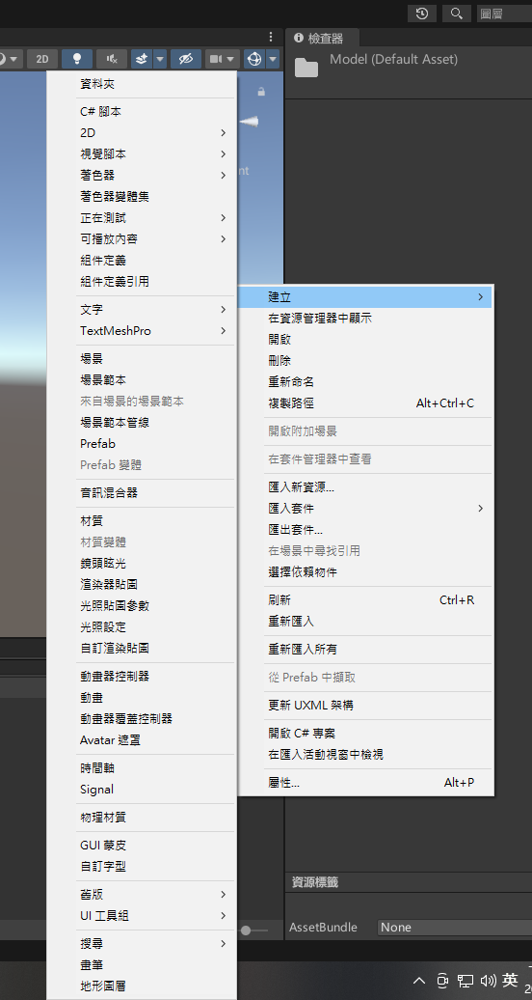 圖層
檢查器
Model (Default Asset)
2D
資料夾
C# 腳本
2D
視覺腳本
著色器
著色器變體集
正在測試
可播放內容
組件定義
組件定義引用
文字
TextMeshPro
場景
場景範本
來自場景的場景範本
場景範本管線
Prefab
Prefab 變體
音訊混合器
材質
材質變體
鏡頭眩光
渲染器貼圖
光照貼圖參數
光照設定
自訂渲染貼圖
動畫器控制器
動畫
動畫器覆蓋控制器
Avatar 遮罩
時間軸
Signal
物理材質
GUI 蒙皮
自訂字型
舊版
UI 工具組
搜尋
畫筆
地形圖層
建立
在資源管理器中顯示
開啟
刪除
重新命名
複製路徑 Alt+Ctrl+C
開啟附加場景
在套件管理器中查看
匯入新資源...
匯入套件
匯出套件...
在場景中尋找引用
選擇依賴物件
刷新 Ctrl+R
重新匯入
重新匯入所有
從 Prefab 中擷取
更新 UXML 架構
開啟 C# 專案
在匯入活動視窗中檢視
屬性... Alt+P
nt
資源標籤
AssetBundle None
英